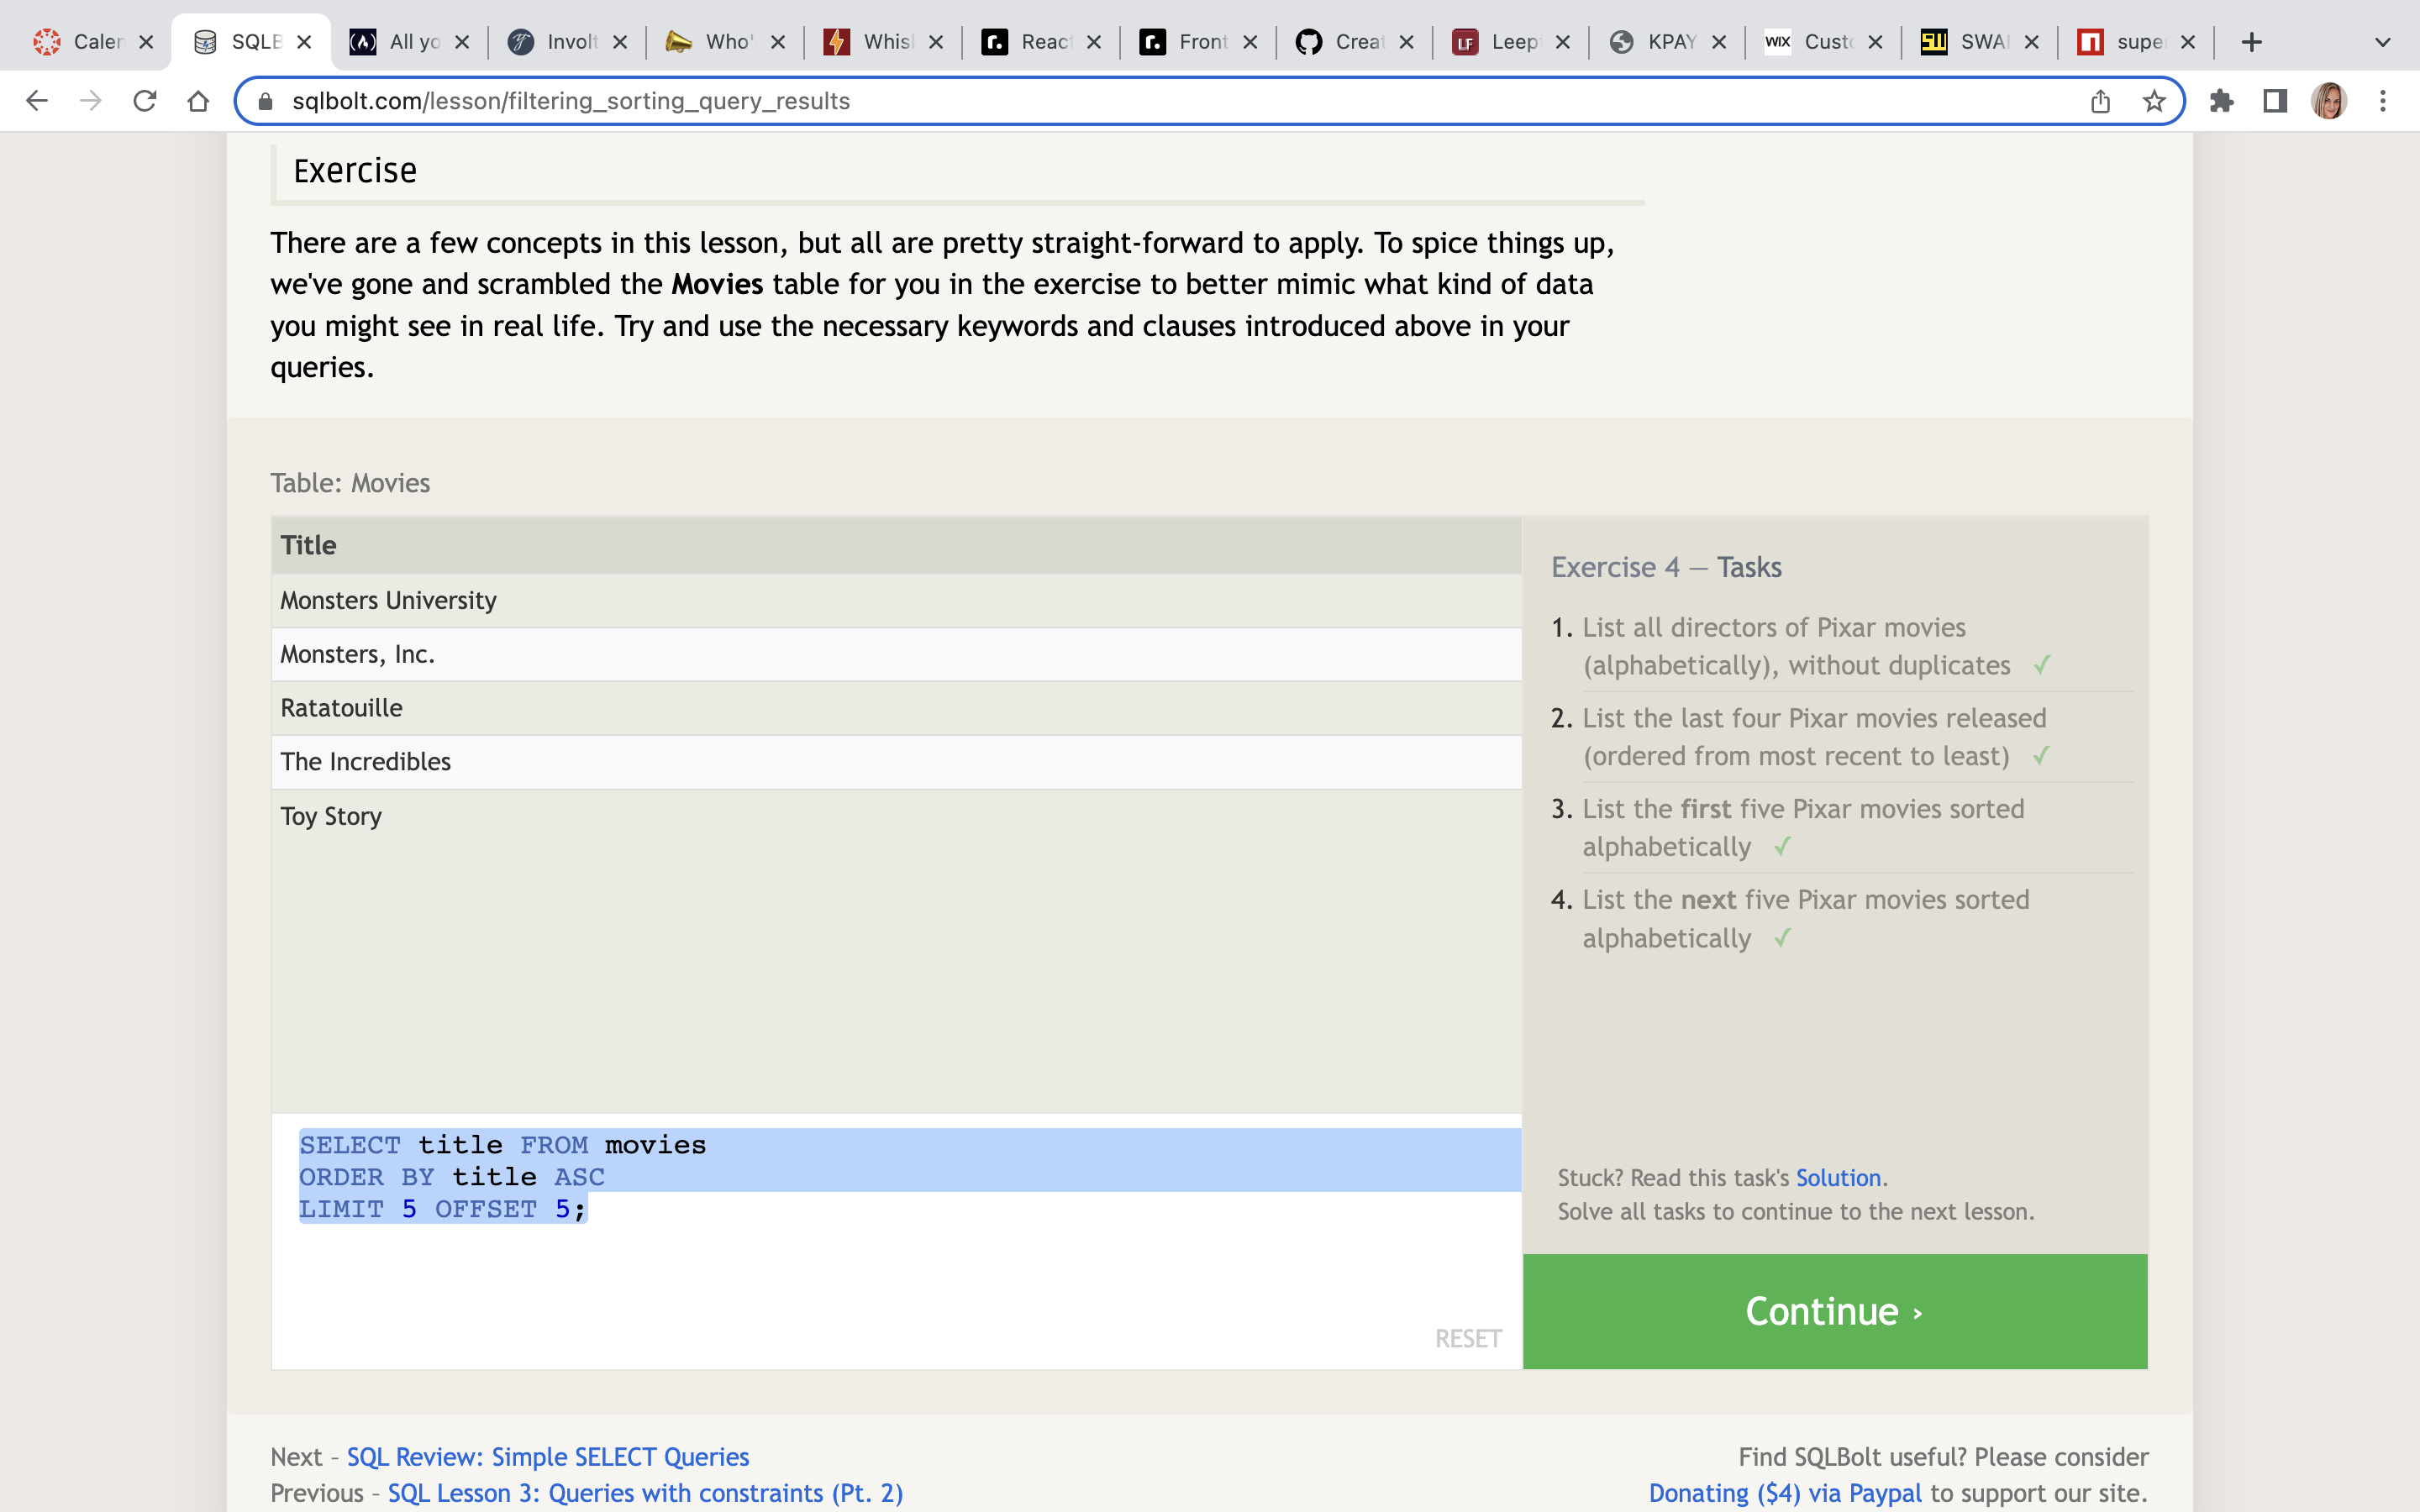 Caler
SQLB
All yo
Involt
Who'
Whisl
React
Front
Creat
Leep
KPAY
WIX
Custo
SWAP
super
sqlbolt.com/lesson/filtering_sorting_query_results
Exercise
There are a few concepts in this lesson, but all are pretty straight-forward to apply. To spice things up,
we've gone and scrambled the Movies table for you in the exercise to better mimic what kind of data
you might see in real life. Try and use the necessary keywords and clauses introduced above in your
queries.
Table: Movies
Title
Monsters University
Monsters, Inc.
Ratatouille
The Incredibles
Toy Story
Exercise 4 — Tasks
1. List all directors of Pixar movies
(alphabetically), without duplicates ✓
2. List the last four Pixar movies released
(ordered from most recent to least) ✓
3. List the first five Pixar movies sorted
alphabetically ✓
4. List the next five Pixar movies sorted
alphabetically ✓
SELECT title FROM movies
ORDER BY title ASC
LIMIT 5 OFFSET 5;
RESET
Stuck? Read this task's Solution.
Solve all tasks to continue to the next lesson.
Continue ›
Next – SQL Review: Simple SELECT Queries
Previous – SQL Lesson 3: Queries with constraints (Pt. 2)
Find SQLBolt useful? Please consider
Donating ($4) via Paypal to support our site.